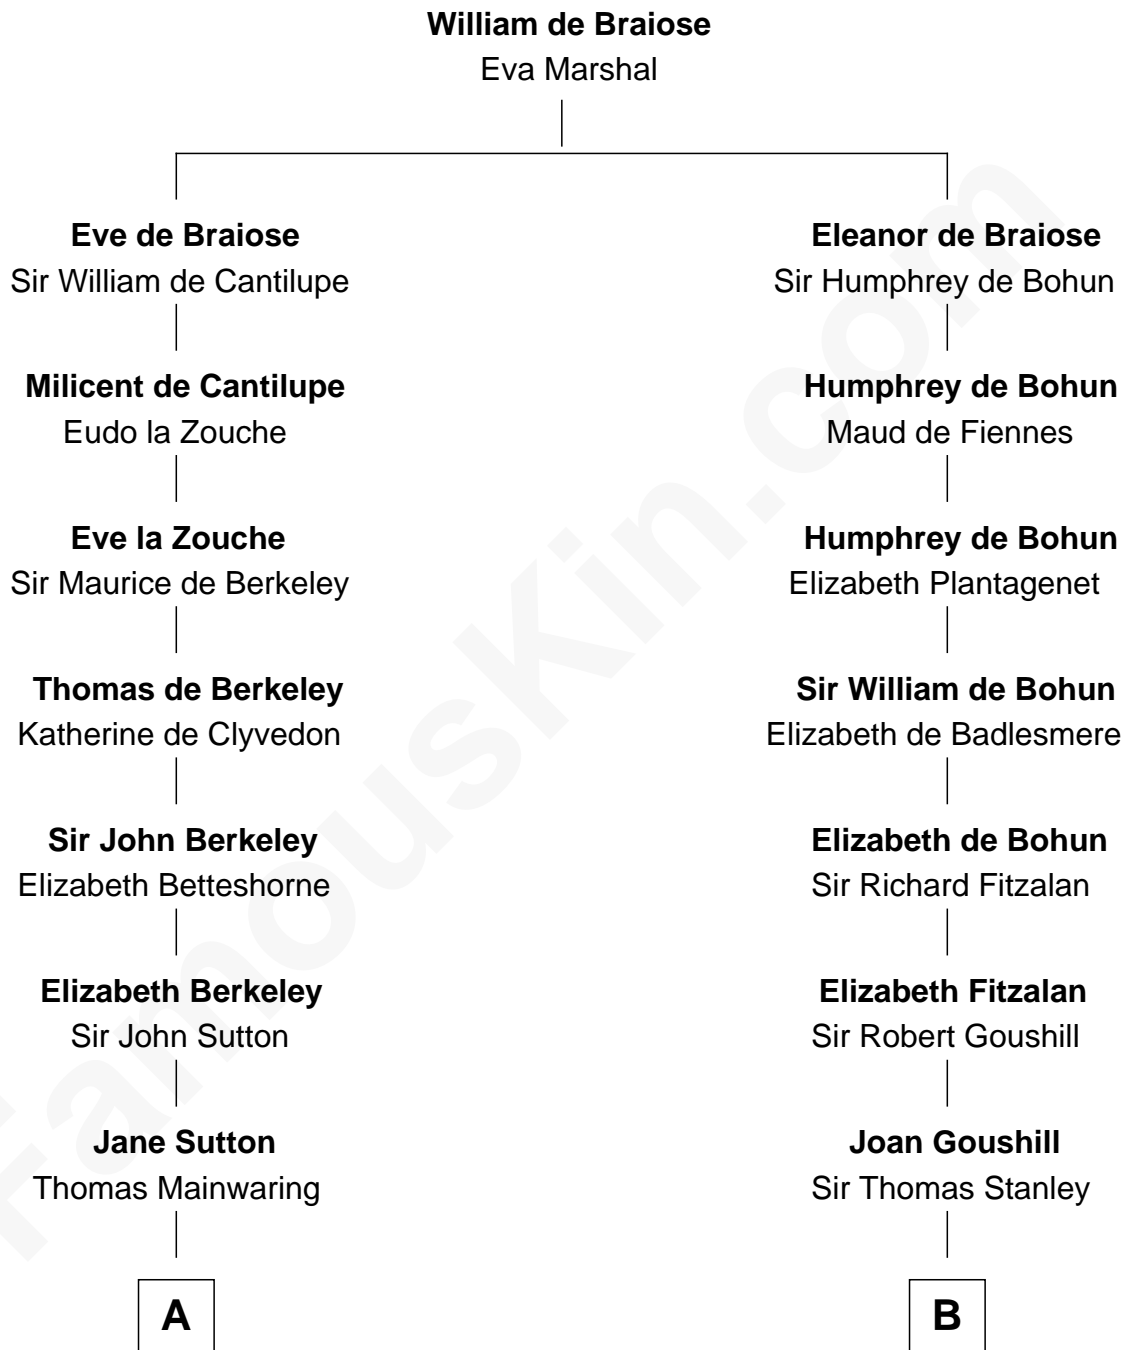 William de Braiose
Eva Marshal
Eve de Braiose
Sir William de Cantilupe
Eleanor de Braiose
Sir Humphrey de Bohun
Milicent de Cantilupe
Eudo la Zouche
Humphrey de Bohun
Maud de Fiennes
Eve la Zouche
Sir Maurice de Berkeley
Humphrey de Bohun
Elizabeth Plantagenet
Thomas de Berkeley
Katherine de Clyvedon
Sir William de Bohun
Elizabeth de Badlesmere
Sir John Berkeley
Elizabeth Betteshorne
Elizabeth de Bohun
Sir Richard Fitzalan
Elizabeth Berkeley
Sir John Sutton
Elizabeth Fitzalan
Sir Robert Goushill
Jane Sutton
Thomas Mainwaring
Joan Goushill
Sir Thomas Stanley
A
B
FamousKin.com